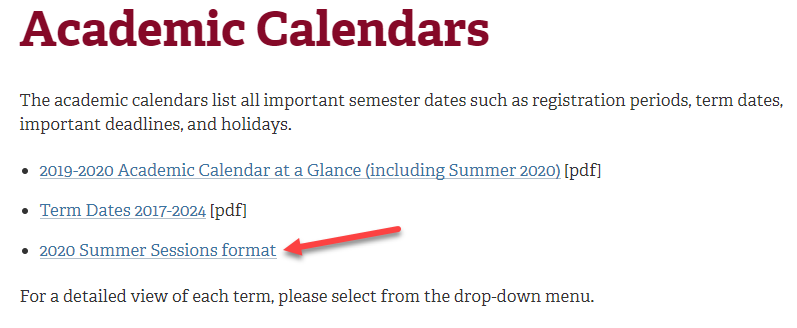 Academic Calendars
The academic calendars list all important semester dates such as registration periods, term dates,
important deadlines, and holidays.
• 2019-2020 Academic Calendar at a Glance (including Summer 2020) [pdf]
• Term Dates 2017-2024 [pdf]
• 2020 Summer Sessions format
For a detailed view of each term, please select from the drop-down menu.